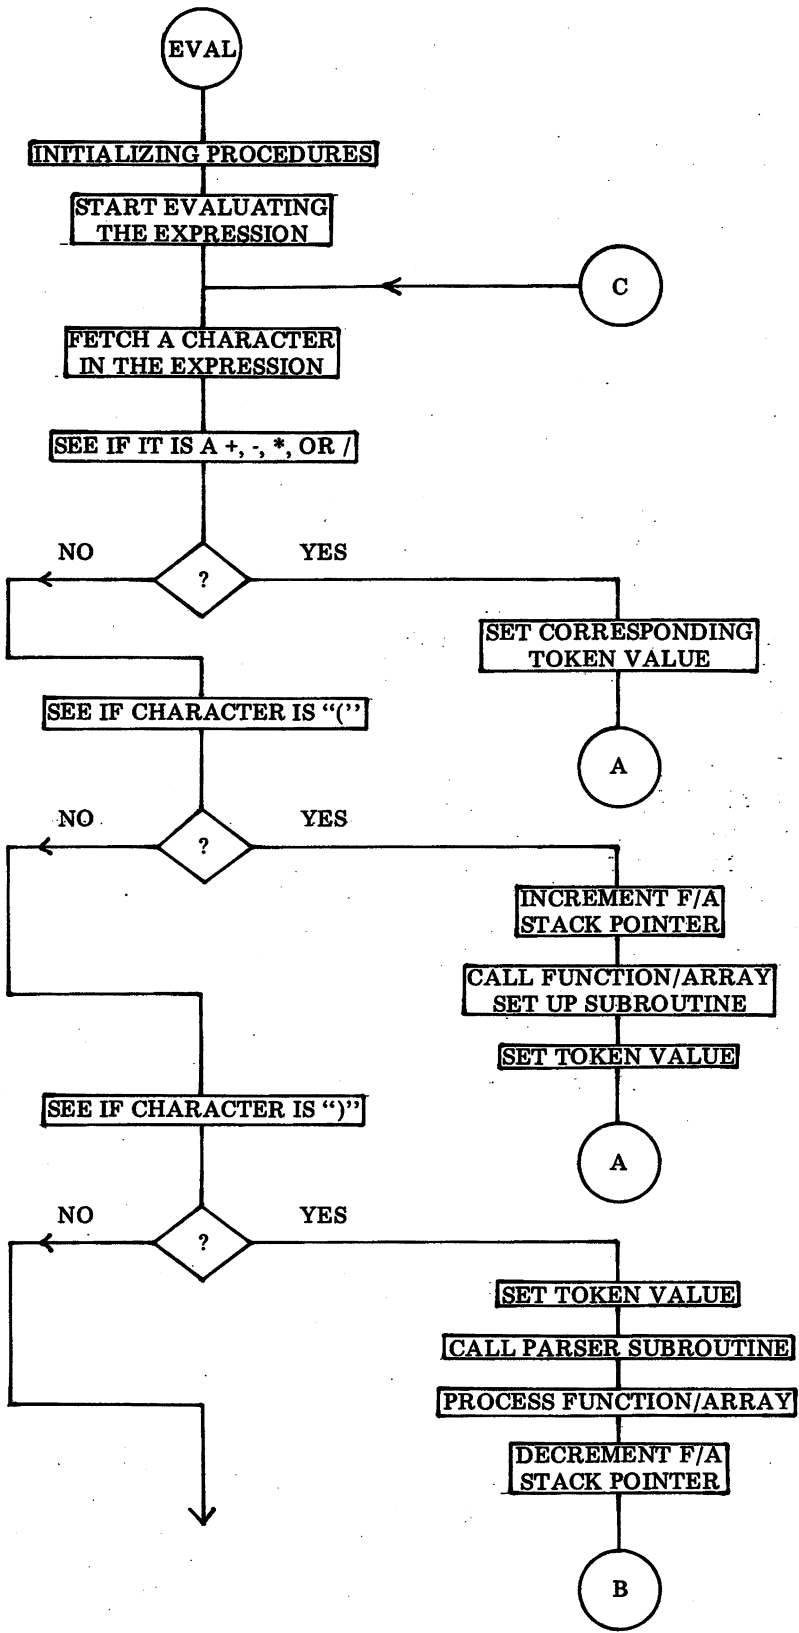 EVAL
INITIALIZING PROCEDURES
START EVALUATING
THE EXPRESSION
C
FETCH A CHARACTER
IN THE EXPRESSION
SEE IF IT IS A +, -, *, OR /
NO
?
YES
SET CORRESPONDING
TOKEN VALUE
SEE IF CHARACTER IS “(”
A
NO
?
YES
INCREMENT F/A
STACK POINTER
CALL FUNCTION/ARRAY
SET UP SUBROUTINE
SET TOKEN VALUE
SEE IF CHARACTER IS “)”
A
NO
?
YES
SET TOKEN VALUE
CALL PARSER SUBROUTINE
PROCESS FUNCTION/ARRAY
DECREMENT F/A
STACK POINTER
B